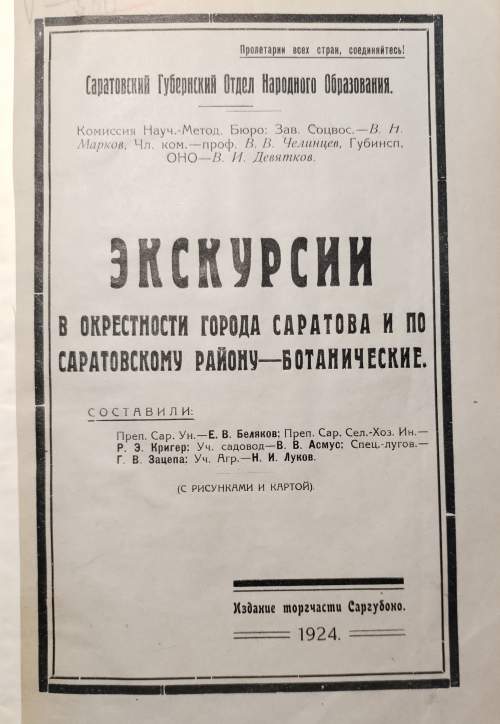 Пролетарии всех стран, соединяйтесь!
Саратовский Губернский Отдел Народного Образования.
Комиссия Науч.-Метод. Бюро: Зав. Соцвос.—В. Н.
Марков, Чл. ком.—проф. В. В. Челинцев, Губинсп,
ОНО—В. И. Девятков.
ЭКСКУРСИИ
В ОКРЕСТНОСТИ ГОРОДА САРАТОВА И ПО
САРАТОВСКОМУ РАЙОНУ—БОТАНИЧЕСКИЕ.
СОСТАВИЛИ:
Преп. Сар. Ун.—Е. В. Беляков; Преп. Сар. Сел.-Хоз. Ин.—
Р. Э. Кригер; Уч. садовод—В. В. Асмус; Спец.-лугов.—
Г. В. Зацепа; Уч. Агр.—Н. И. Луков.
(С РИСУНКАМИ И КАРТОЙ).
Издание торгчасти Саргубоно.
1924.